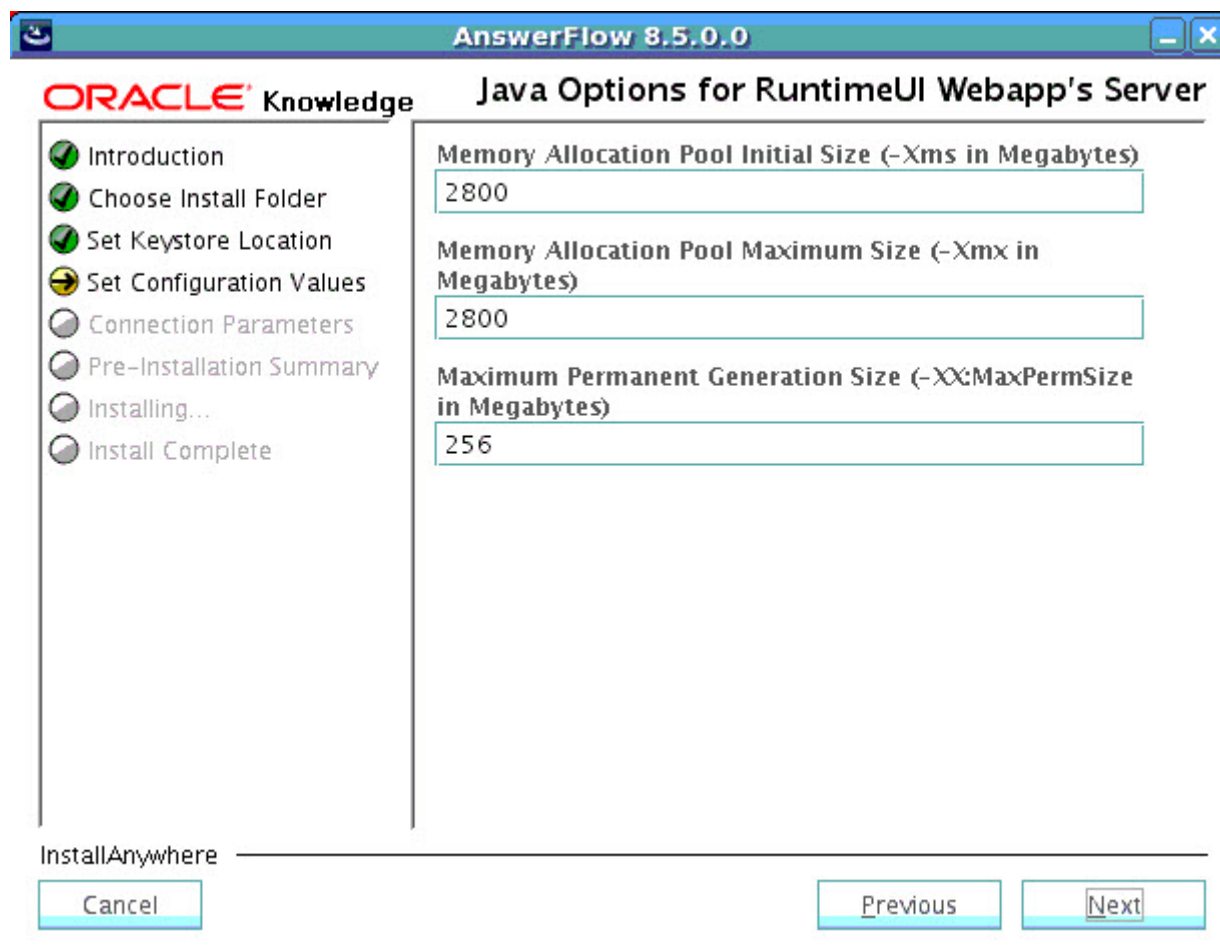 AnswerFlow 8.5.0.0
ORACLE Knowledge
Java Options for RuntimeUI Webapp's Server
Introduction
Choose Install Folder
Set Keystore Location
Set Configuration Values
Connection Parameters
Pre-Installation Summary
Installing...
Install Complete
Memory Allocation Pool Initial Size (-Xms in Megabytes)
2800
Memory Allocation Pool Maximum Size (-Xmx in
Megabytes)
2800
Maximum Permanent Generation Size (-XX:MaxPermSize
in Megabytes)
256
InstallAnywhere
Cancel
Previous
Next